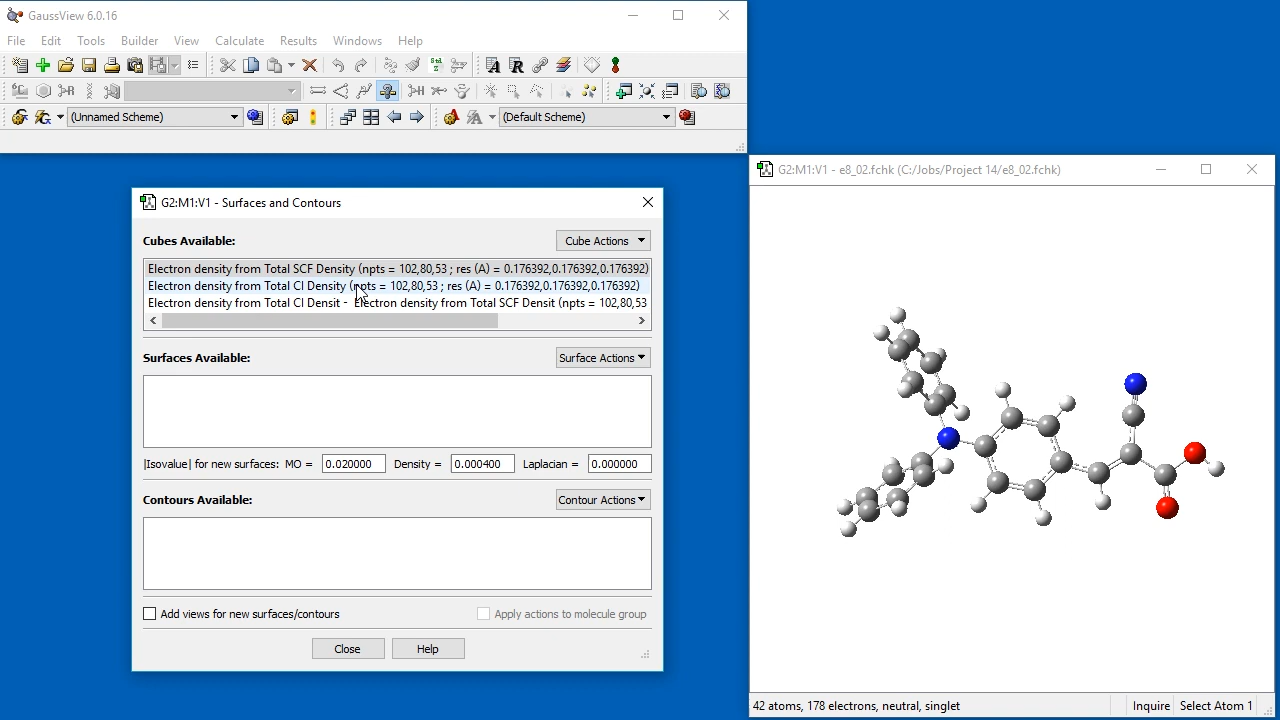 GaussView 6.0.16
File Edit Tools Builder View Calculate Results Windows Help
(Unnamed Scheme)
(Default Scheme)
G2:M1:V1 - e8_02.fchk (C:/Jobs/Project 14/e8_02.fchk)
G2:M1:V1 - Surfaces and Contours
Cubes Available:
Cube Actions
Electron density from Total SCF Density (npts = 102,80,53 ; res (A) = 0.176392,0.176392,0.176392)
Electron density from Total CI Density (npts = 102,80,53 ; res (A) = 0.176392,0.176392,0.176392)
Electron density from Total CI Densit - Electron density from Total SCF Densit (npts = 102,80,53
Surfaces Available:
Surface Actions
|Isovalue| for new surfaces: MO = 0.020000 Density = 0.000400 Laplacian = 0.000000
Contours Available:
Contour Actions
Add views for new surfaces/contours
Apply actions to molecule group
Close
Help
42 atoms, 178 electrons, neutral, singlet
Inquire
Select Atom 1